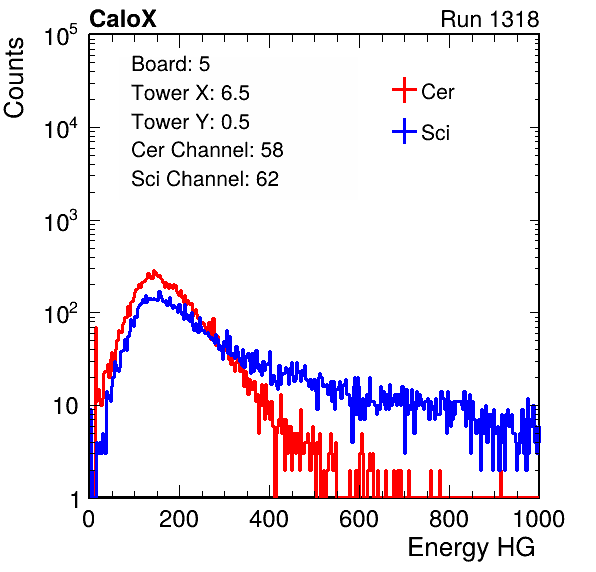 CaloX Run 1318
Counts
10^5
10^4
10^3
10^2
10
1
Board: 5
Tower X: 6.5
Tower Y: 0.5
Cer Channel: 58
Sci Channel: 62
Cer
Sci
0 200 400 600 800 1000
Energy HG